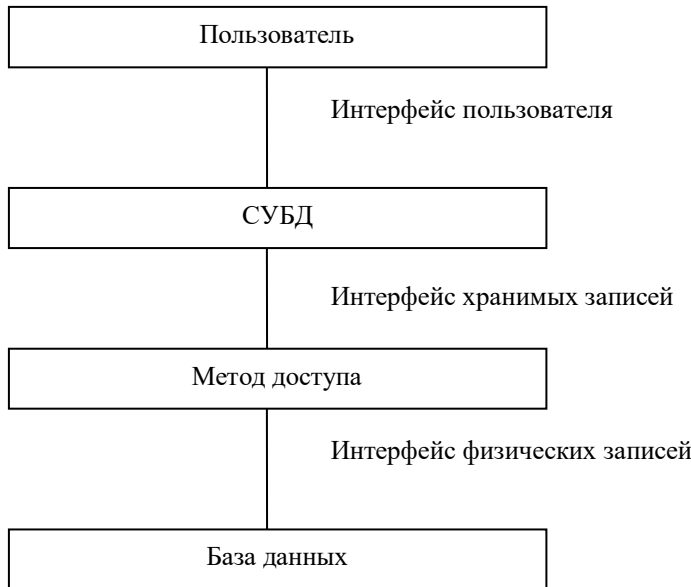 Пользователь
Интерфейс пользователя
СУБД
Интерфейс хранимых записей
Метод доступа
Интерфейс физических записей
База данных